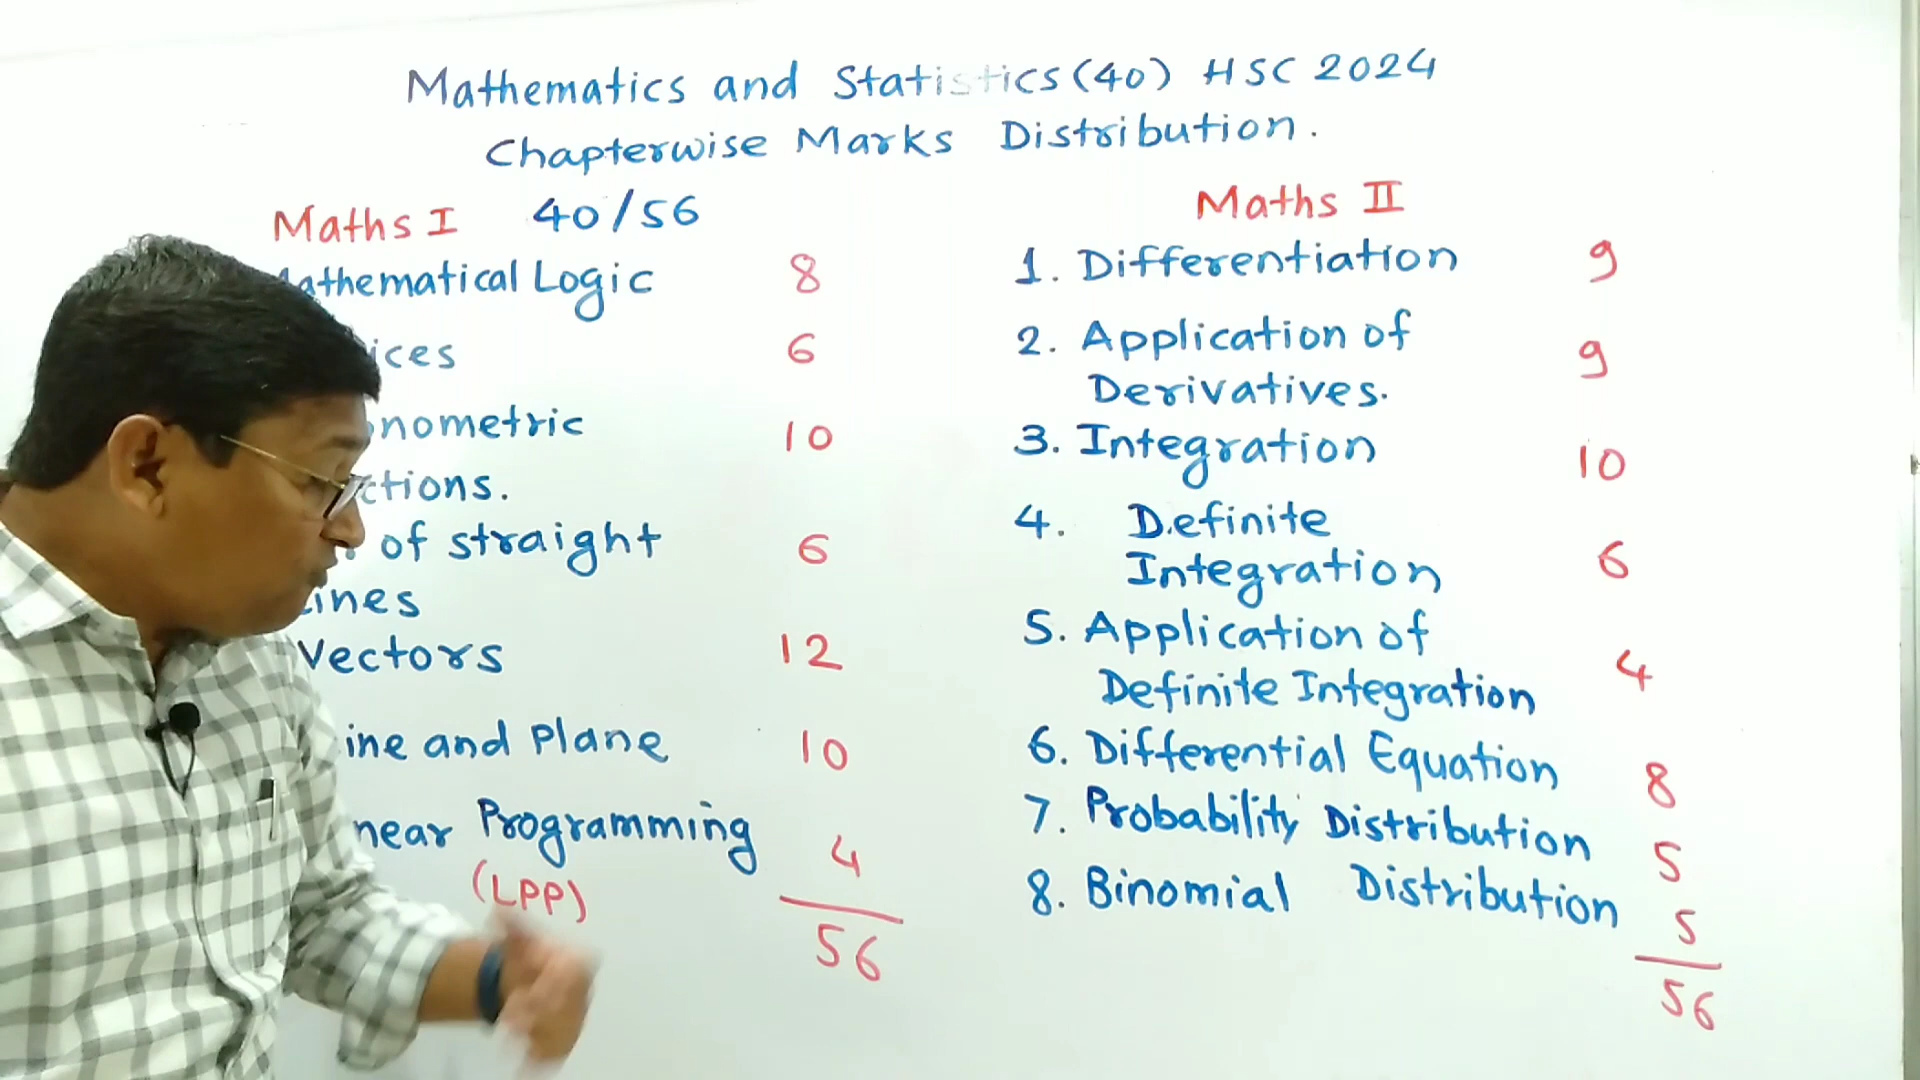 Mathematics and Statistics (40) HSC 2024
Chapterwise Marks Distribution.
Maths I 40/56
Mathematical Logic 8
ices 6
nometric 10
ctions.
of straight 6
Lines
Vectors 12
ine and Plane 10
near Programming 4
(LPP)
56
Maths II
1. Differentiation 9
2. Application of 9
Derivatives.
3. Integration 10
4. Definite
Integration 6
5. Application of 4
Definite Integration
6. Differential Equation 8
7. Probability Distribution 5
8. Binomial Distribution 5
56